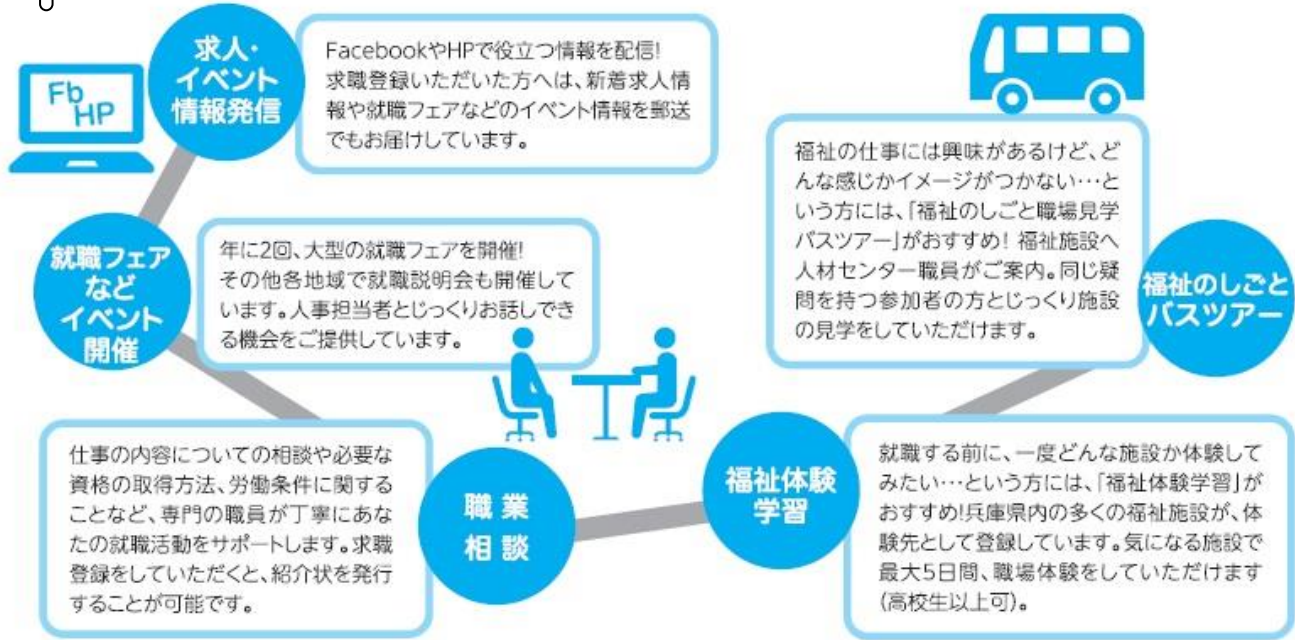 求人・
イベント
情報発信
Fb
HP
FacebookやHPで役立つ情報を配信!
求職登録いただいた方へは、新着求人情
報や就職フェアなどのイベント情報を郵送
でもお届けしています。
就職フェア
など
イベント
開催
年に2回、大型の就職フェアを開催!
その他各地域で就職説明会も開催して
います。人事担当者とじっくりお話しでき
る機会をご提供しています。
職業
相談
仕事の内容についての相談や必要な
資格の取得方法、労働条件に関する
ことなど、専門の職員が丁寧にあな
たの就職活動をサポートします。求職
登録をしていただくと、紹介状を発行
することが可能です。
福祉体験
学習
就職する前に、一度どんな施設か体験して
みたい…という方には、「福祉体験学習」が
おすすめ!兵庫県内の多くの福祉施設が、体
験先として登録しています。気になる施設で
最大5日間、職場体験をしていただけます
(高校生以上可)。
福祉のしごと
バスツアー
福祉の仕事には興味があるけど、ど
んな感じかイメージがつかない…と
いう方には、「福祉のしごと職場見学
バスツアー」がおすすめ! 福祉施設へ
人材センター職員がご案内。同じ疑
問を持つ参加者の方とじっくり施設
の見学をしていただけます。